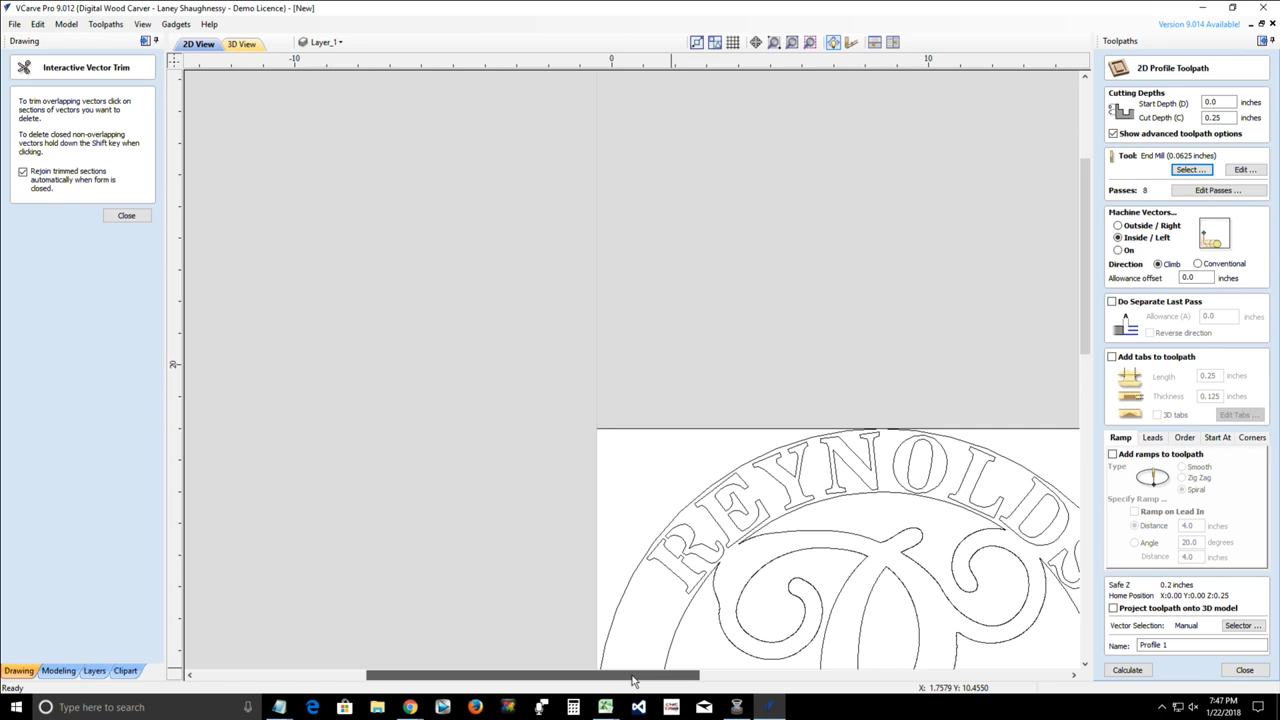 VCarve Pro 9.012 {Digital Wood Carver - Laney Shaughnessy - Demo Licence} - [New]
File Edit Model Toolpaths View Gadgets Help
Version 9.014 Available!
Drawing
2D View 3D View Layer_1
Toolpaths
Interactive Vector Trim
To trim overlapping vectors click on
sections of vectors you want to
delete.
To delete closed non-overlapping
vectors hold down the Shift key when
clicking.
Rejoin trimmed sections
automatically when form is
closed.
Close
-10 0 10
20
REYNOLDS
2D Profile Toolpath
Cutting Depths
Start Depth (D) 0.0 inches
Cut Depth (C) 0.25 inches
Show advanced toolpath options
Tool: End Mill (0.0625 inches)
Select ... Edit ...
Passes: 8 Edit Passes ...
Machine Vectors...
Outside / Right
Inside / Left
On
Direction Climb Conventional
Allowance offset 0.0 inches
Do Separate Last Pass
Allowance (A) 0.0 inches
Reverse direction
Add tabs to toolpath
Length 0.25 inches
Thickness 0.125 inches
3D tabs Edit Tabs ...
Ramp Leads Order Start At Corners
Add ramps to toolpath
Type Smooth
Zig Zag
Spiral
Specify Ramp ...
Ramp on Lead In
Distance 4.0 inches
Angle 20.0 degrees
Distance 4.0 inches
Safe Z 0.2 inches
Home Position X:0.00 Y:0.00 Z:0.25
Project toolpath onto 3D model
Vector Selection: Manual Selector ...
Name: Profile 1
Calculate Close
Drawing Modeling Layers Clipart
Ready
X: 1.7579 Y: 10.4550
Type here to search
7:47 PM
1/22/2018